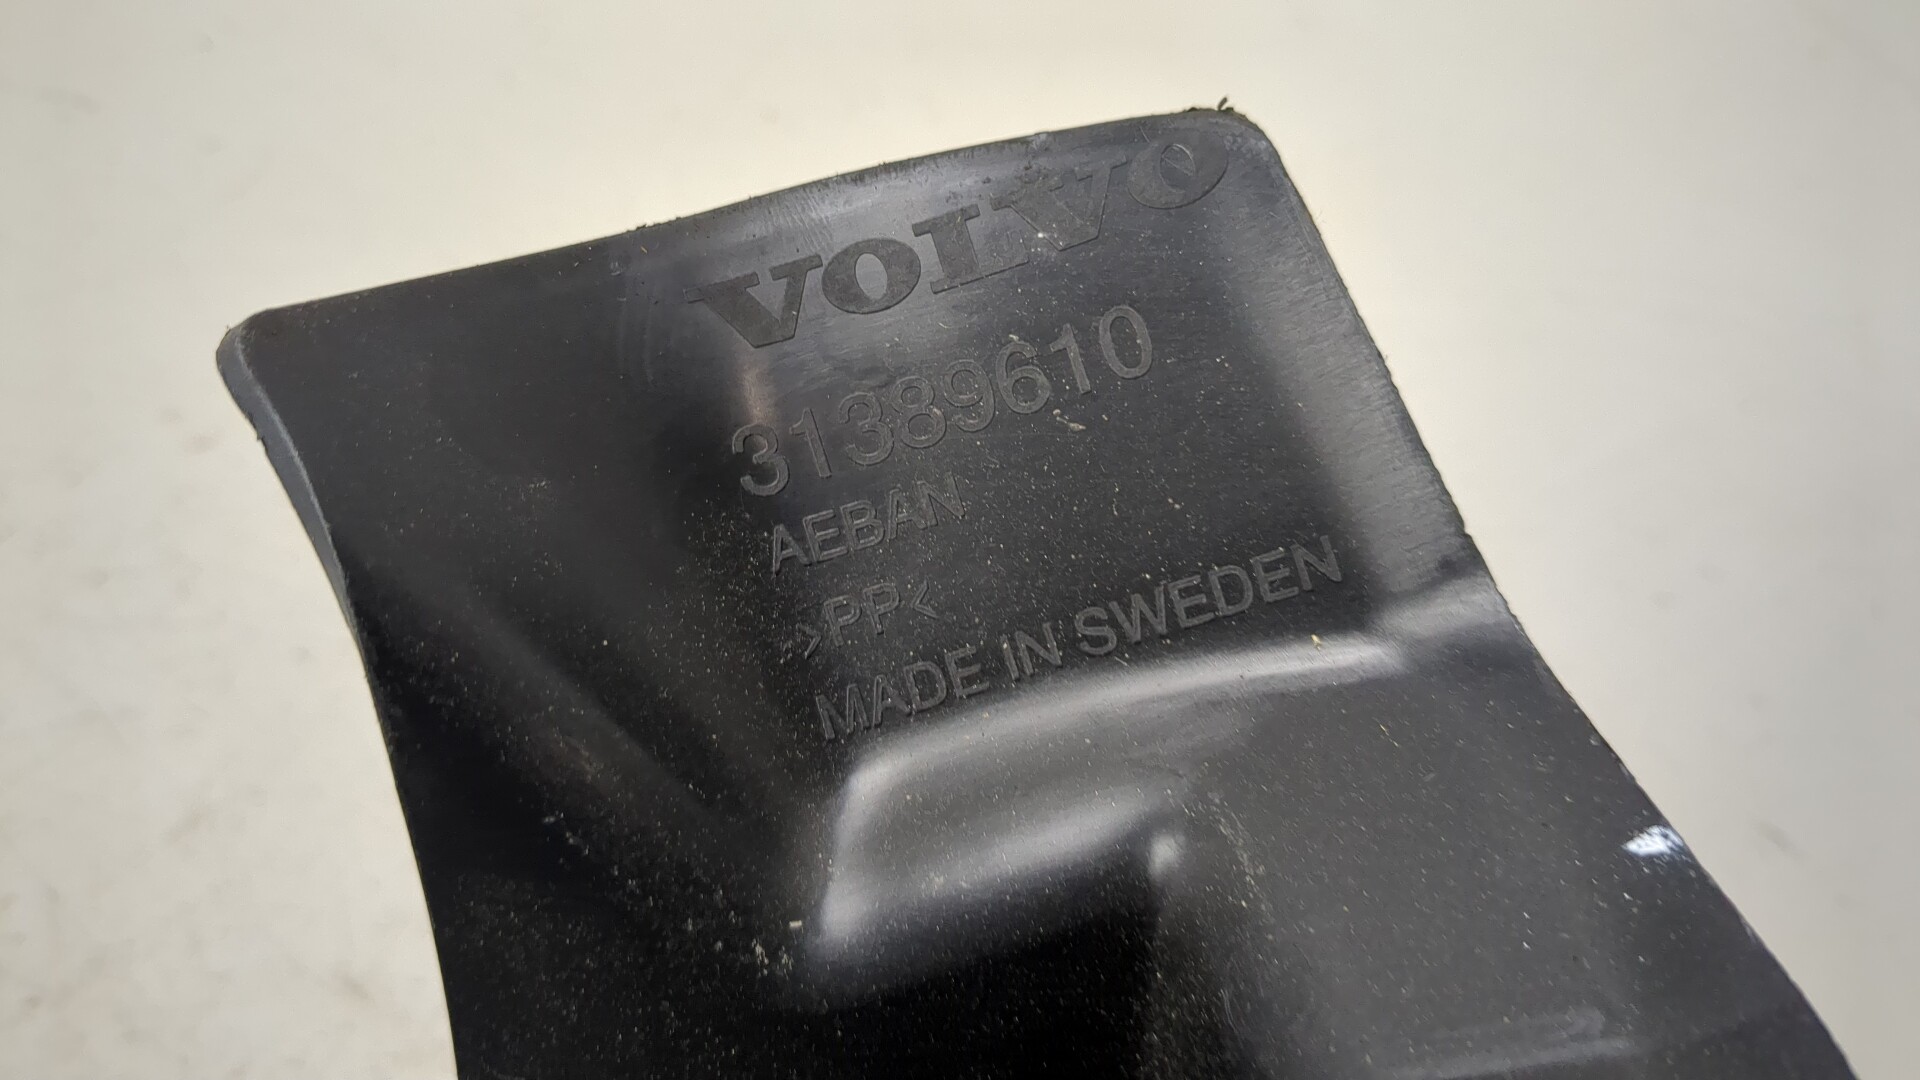 VOLVO
31389610
AEBAN
>PP<
MADE IN SWEDEN